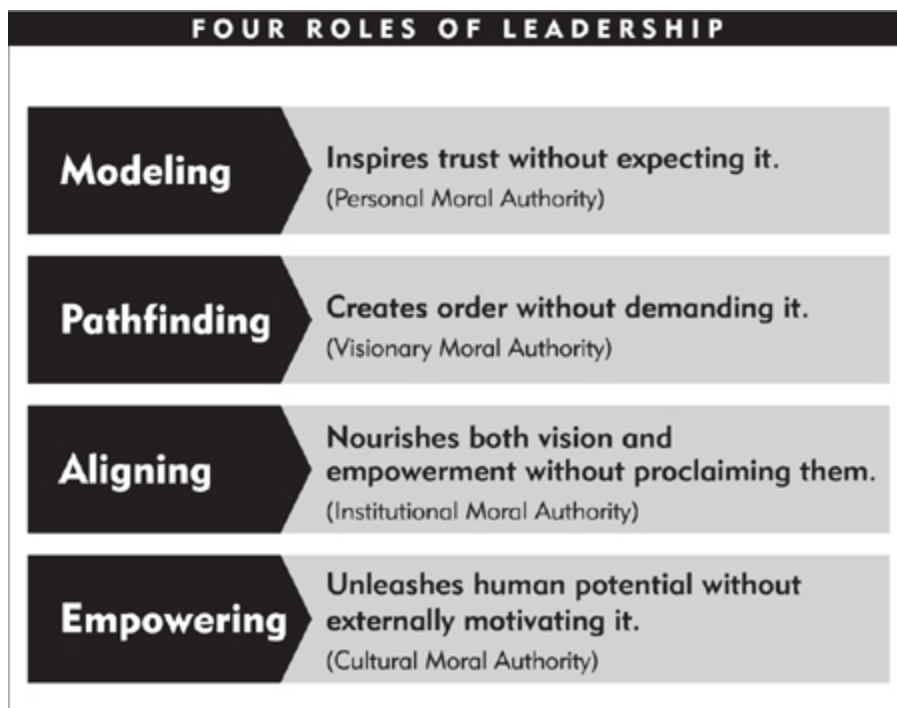 FOUR ROLES OF LEADERSHIP
Modeling
Inspires trust without expecting it.
(Personal Moral Authority)
Pathfinding
Creates order without demanding it.
(Visionary Moral Authority)
Aligning
Nourishes both vision and
empowerment without proclaiming them.
(Institutional Moral Authority)
Empowering
Unleashes human potential without
externally motivating it.
(Cultural Moral Authority)